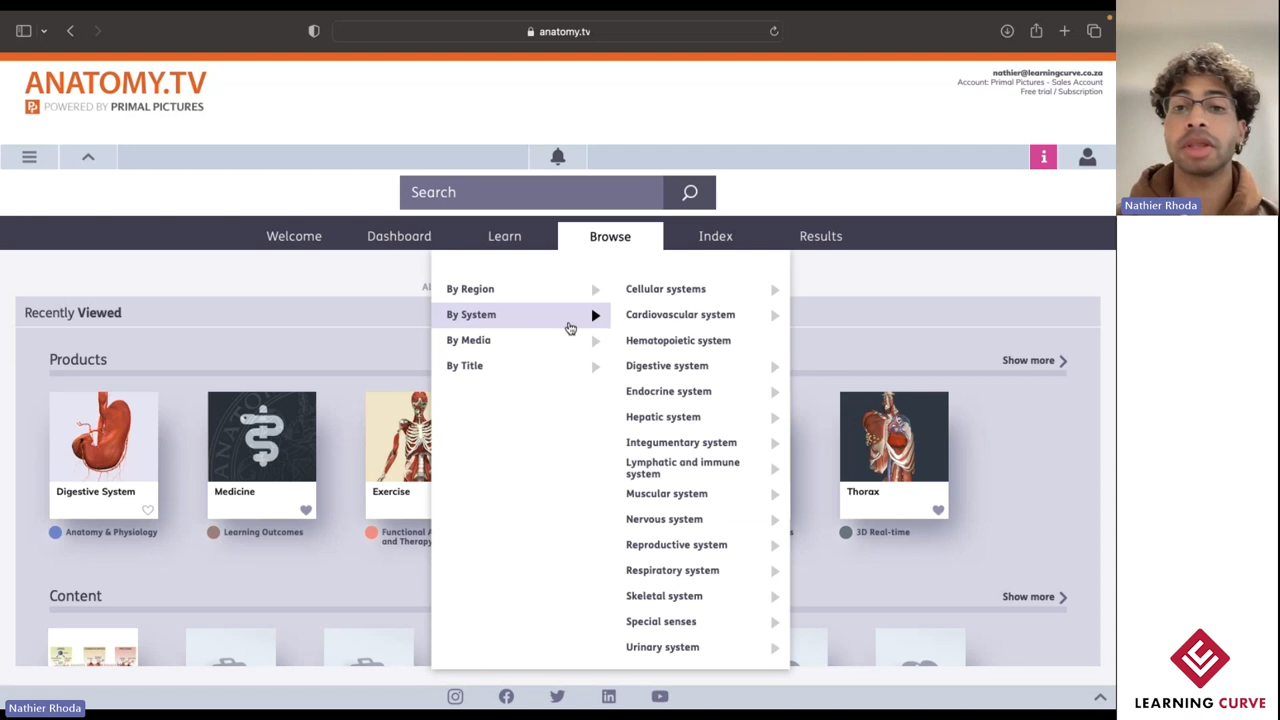 anatomy.tv
ANATOMY.TV
POWERED BY PRIMAL PICTURES
nathier@learningcurve.co.za
Account: Primal Pictures - Sales Account
Free trial / Subscription
Search
Welcome
Dashboard
Learn
Browse
Index
Results
By Region
By System
By Media
By Title
Cellular systems
Cardiovascular system
Hematopoietic system
Digestive system
Endocrine system
Hepatic system
Integumentary system
Lymphatic and immune
system
Muscular system
Nervous system
Reproductive system
Respiratory system
Skeletal system
Special senses
Urinary system
Recently Viewed
Products
Show more
Digestive System
Anatomy & Physiology
Medicine
Learning Outcomes
Exercise
Functional A
and Therapy
Thorax
3D Real-time
Content
Show more
Nathier Rhoda
Nathier Rhoda
LEARNING CURVE